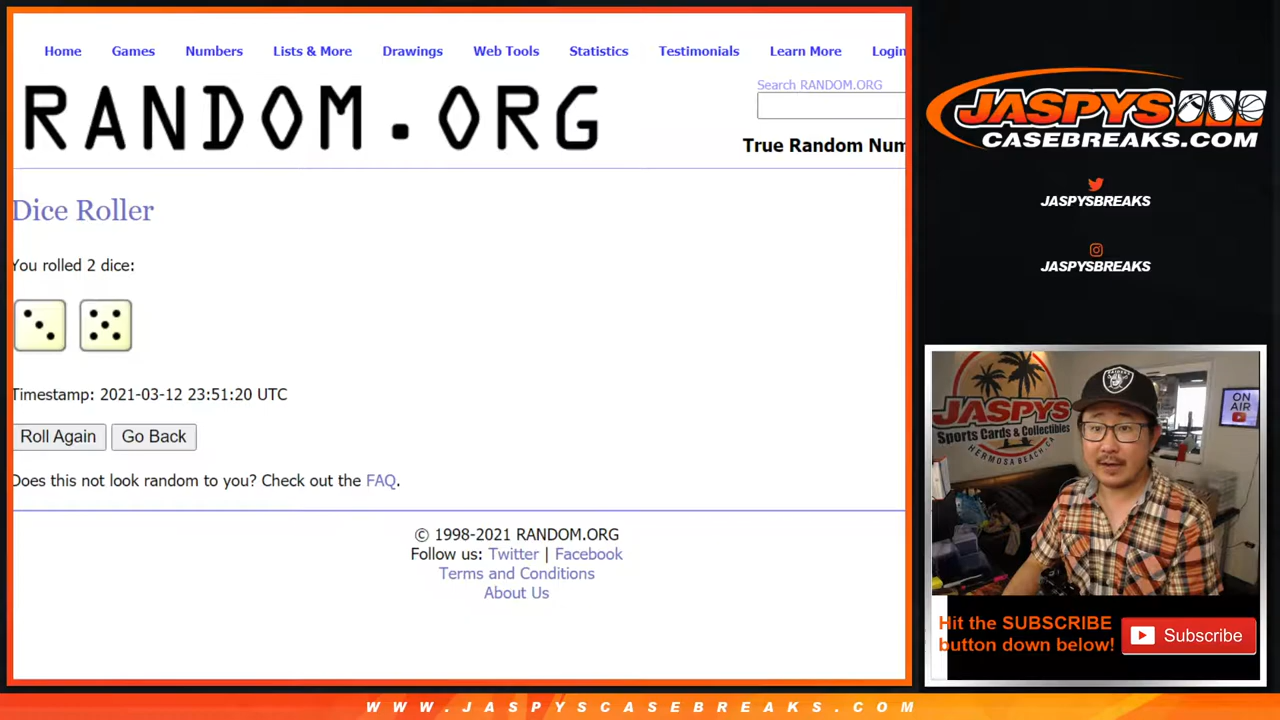 Home Games Numbers Lists & More Drawings Web Tools Statistics Testimonials Learn More Login
RANDOM.ORG
Search RANDOM.ORG
True Random Num
Dice Roller
You rolled 2 dice:
Timestamp: 2021-03-12 23:51:20 UTC
Roll Again Go Back
Does this not look random to you? Check out the FAQ.
© 1998-2021 RANDOM.ORG
Follow us: Twitter | Facebook
Terms and Conditions
About Us
JASPYS
CASEBREAKS.COM
JASPYSBREAKS
JASPYSBREAKS
JASPYS
Sports Cards & Collectibles
HERMOSA BEACH, CA
ON
AIR
Hit the SUBSCRIBE
button down below!
Subscribe
WWW.JASPYSCASEBREAKS.COM